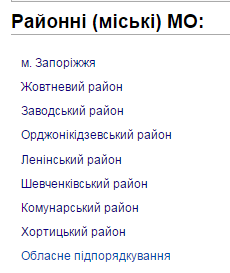 Районні (міські) МО:
м. Запоріжжя
Жовтневий район
Заводський район
Орджонікідзевський район
Ленінський район
Шевченківський район
Комунарський район
Хортицький район
Обласне підпорядкування